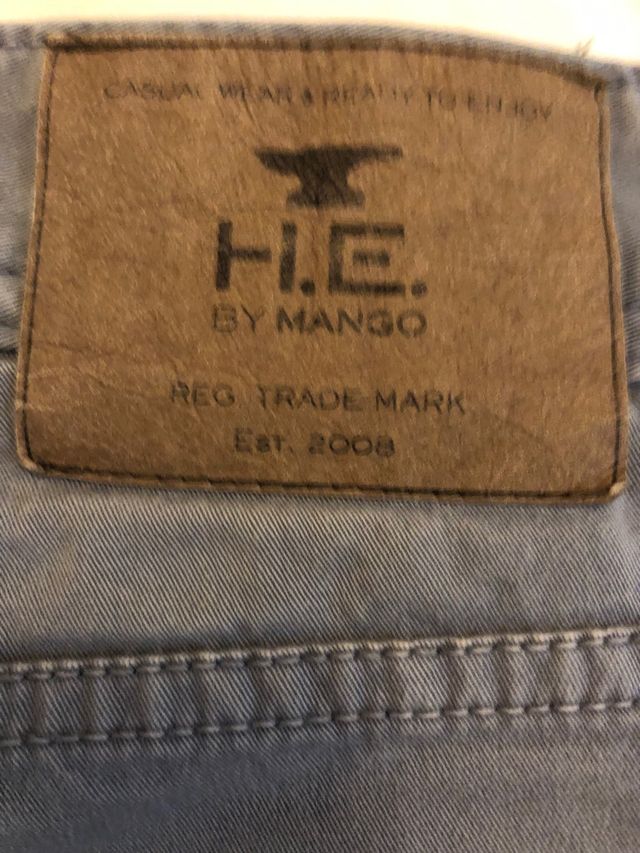 CASUAL WEAR & READY TO ENJOY
H.E.
BY MANGO
REG. TRADE MARK
EST. 2008